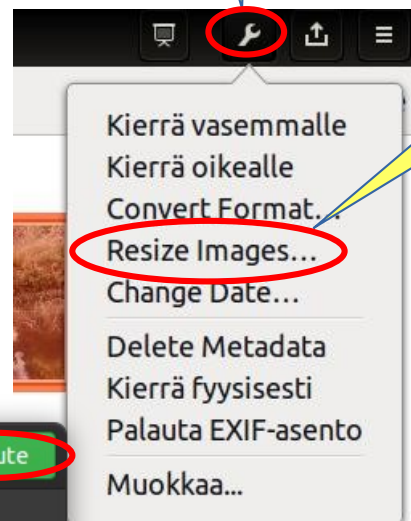 Kierrä vasemmalle
Kierrä oikealle
Convert Format...
Resize Images...
Change Date...
Delete Metadata
Kierrä fyysisesti
Palauta EXIF-asento
Muokkaa...